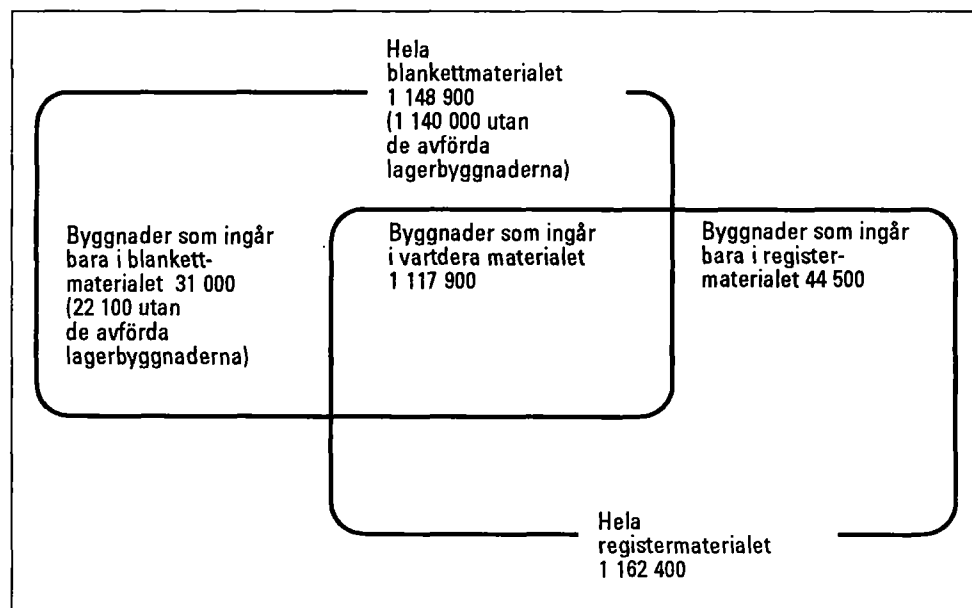 Hela
blankettmaterialet
1 148 900
(1 140 000 utan
de avförda
lagerbyggnaderna)
Byggnader som ingår
bara i blankett-
materialet 31 000
(22 100 utan
de avförda
lagerbyggnaderna)
Byggnader som ingår
i vartdera materialet
1 117 900
Byggnader som ingår
bara i register-
materialet 44 500
Hela
registermaterialet
1 162 400